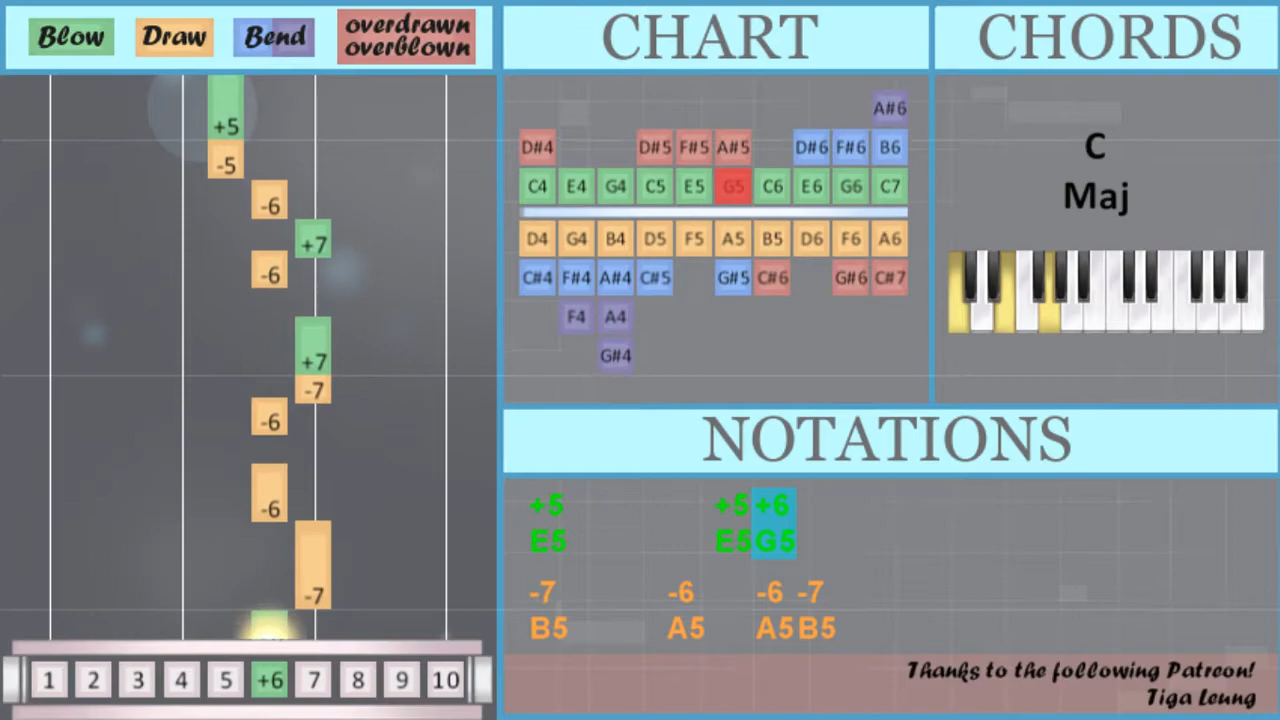 Blow Draw Bend overdrawn
overblown
CHART
CHORDS
+5
-5
-6
+7
-6
+7
-7
-6
-6
-7
1 2 3 4 5 +6 7 8 9 10
A#6
D#4 D#5 F#5 A#5 D#6 F#6 B6
C4 E4 G4 C5 E5 G5 C6 E6 G6 C7
D4 G4 B4 D5 F5 A5 B5 D6 F6 A6
C#4 F#4 A#4 C#5 G#5 C#6 G#6 C#7
F4 A4
G#4
C
Maj
NOTATIONS
+5 +5 +6
E5 E5 G5
-7 -6 -6 -7
B5 A5 A5 B5
Thanks to the following Patreon!
Tiga Leung